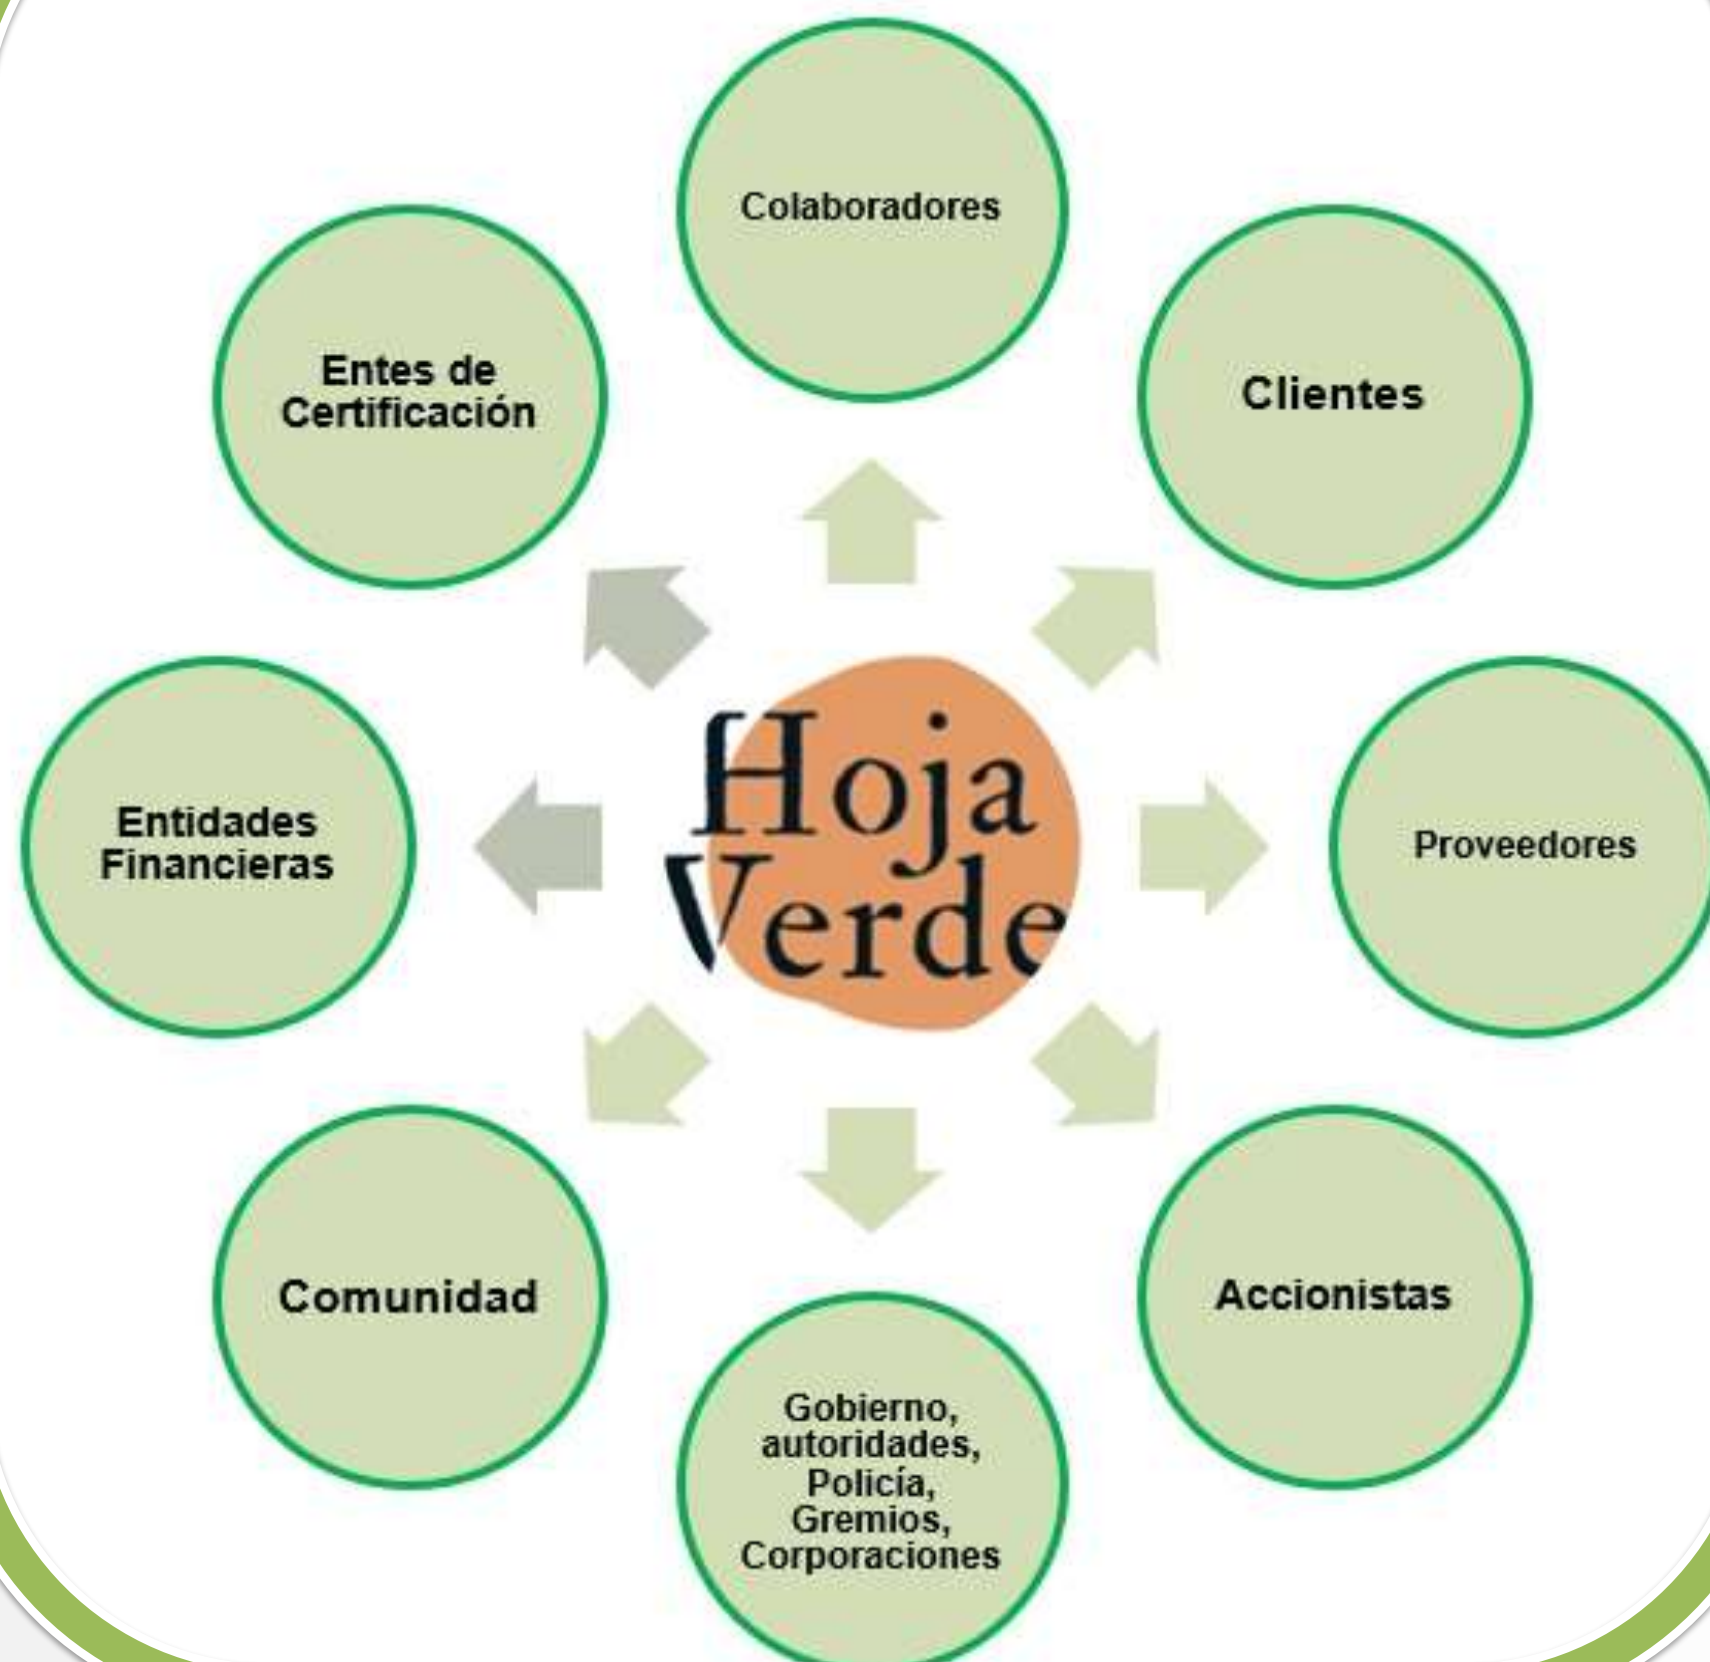 Colaboradores
Entes de
Certificación
Clientes
Hoja
Verde
Entidades
Financieras
Proveedores
Comunidad
Accionistas
Gobierno,
autoridades,
Policía,
Gremios,
Corporaciones